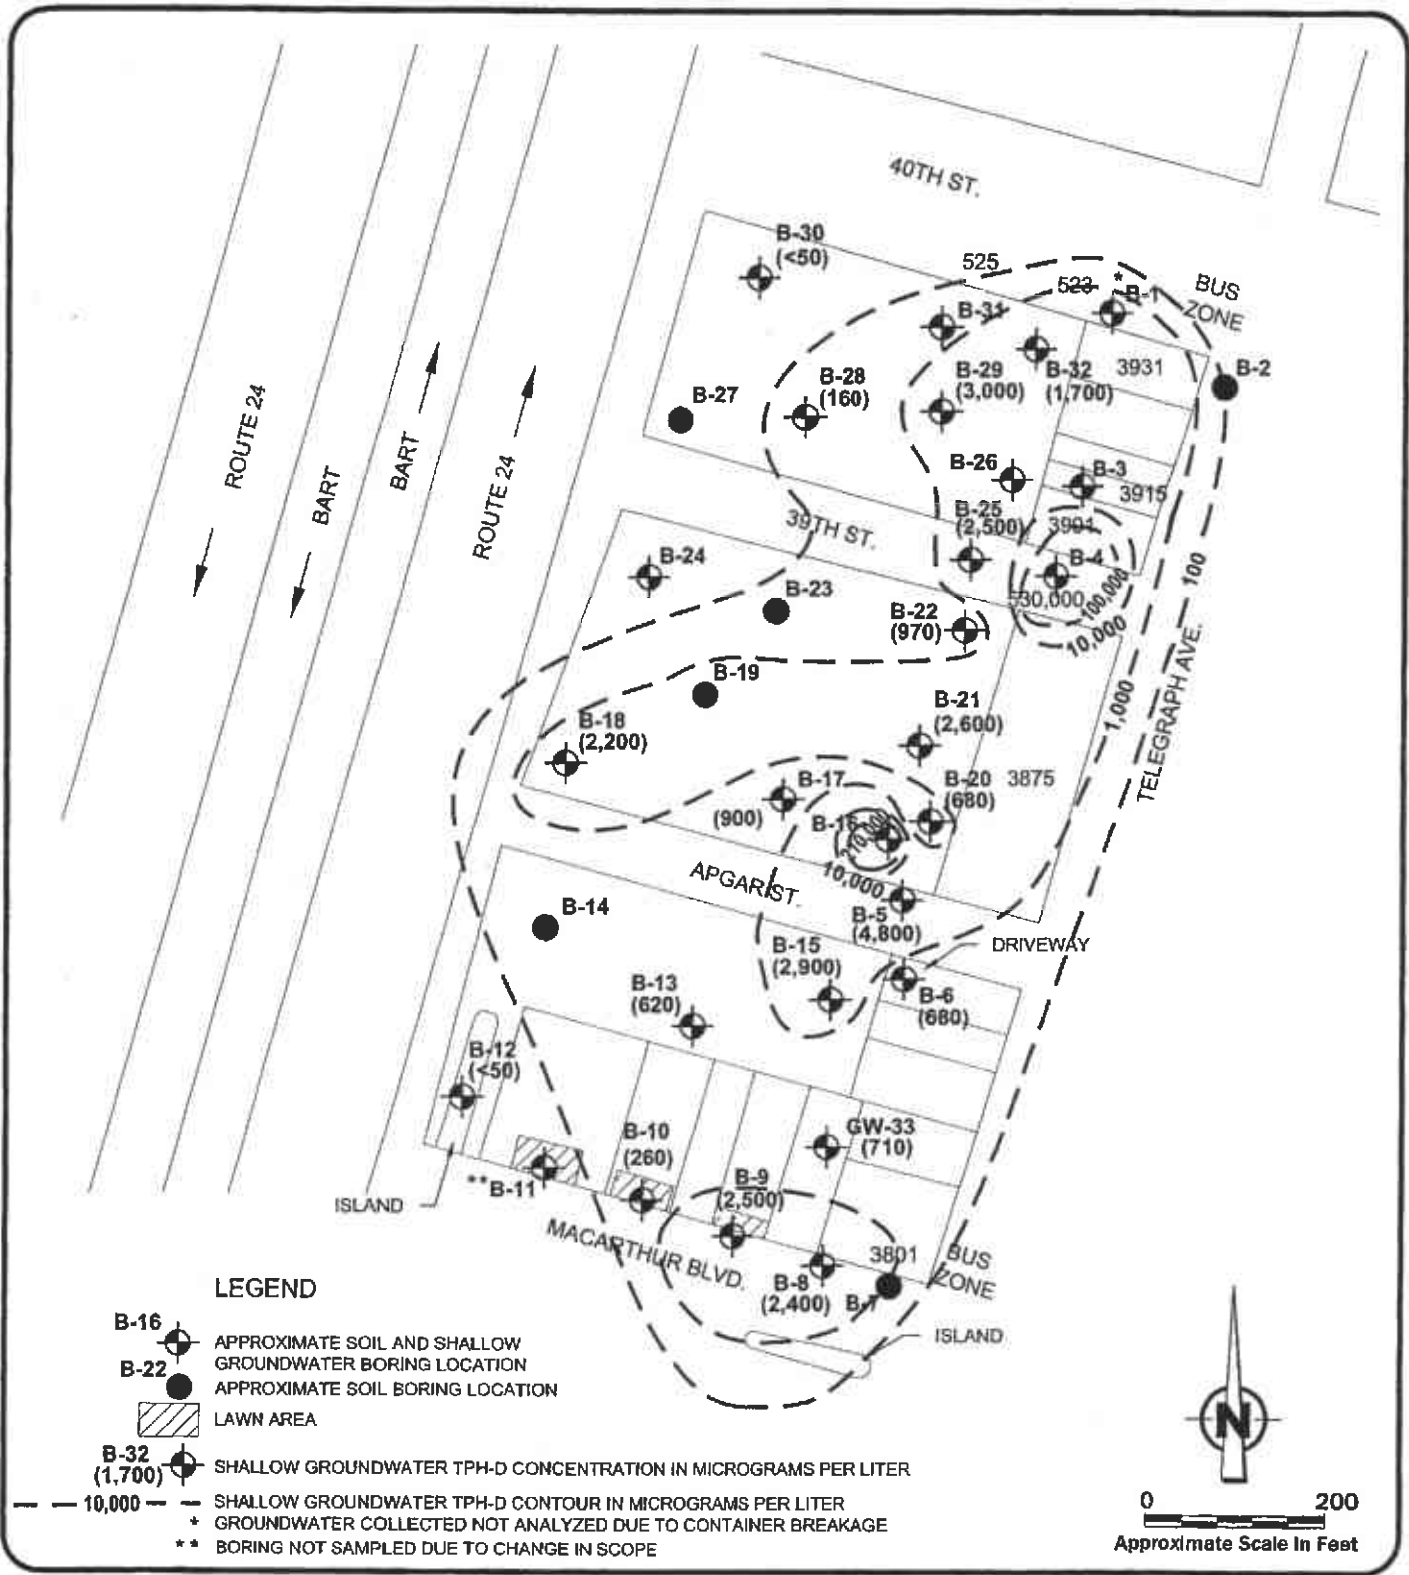 40TH ST.
B-30
(<50)
525
523
*
B-1
BUS
ZONE
B-31
B-32
(1,700)
3931
B-2
B-29
(3,000)
B-28
(160)
B-27
B-26
B-3
3915
B-25
(2,500)
3901
39TH ST.
B-24
B-4
530,000
100,000
10,000
100
B-23
B-22
(970)
ROUTE 24
BART
BART
ROUTE 24
B-19
B-18
(2,200)
B-21
(2,600)
1,000
TELEGRAPH AVE.
B-17
(900)
B-20
(680)
3875
B-16
10,000
APGAR ST.
B-5
(4,800)
B-14
DRIVEWAY
B-15
(2,900)
B-6
(680)
B-13
(620)
B-12
(<50)
B-10
(260)
GW-33
(710)
**B-11
B-9
(2,500)
ISLAND
MACARTHUR BLVD.
3801
BUS
ZONE
B-8
(2,400)
B-7
ISLAND
LEGEND
B-16
APPROXIMATE SOIL AND SHALLOW
GROUNDWATER BORING LOCATION
B-22
APPROXIMATE SOIL BORING LOCATION
LAWN AREA
B-32
(1,700)
SHALLOW GROUNDWATER TPH-D CONCENTRATION IN MICROGRAMS PER LITER
10,000
SHALLOW GROUNDWATER TPH-D CONTOUR IN MICROGRAMS PER LITER
* GROUNDWATER COLLECTED NOT ANALYZED DUE TO CONTAINER BREAKAGE
** BORING NOT SAMPLED DUE TO CHANGE IN SCOPE
N
0 200
Approximate Scale In Feet